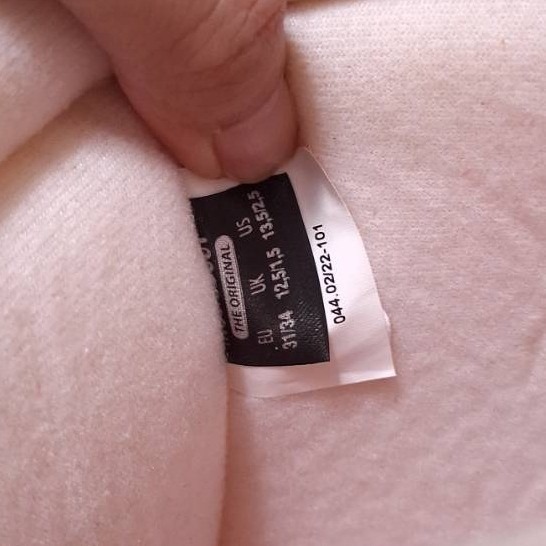 THE ORIGINAL
EU UK US
31/34 12,5/1,5 13,5/2,5
044.02/22-101